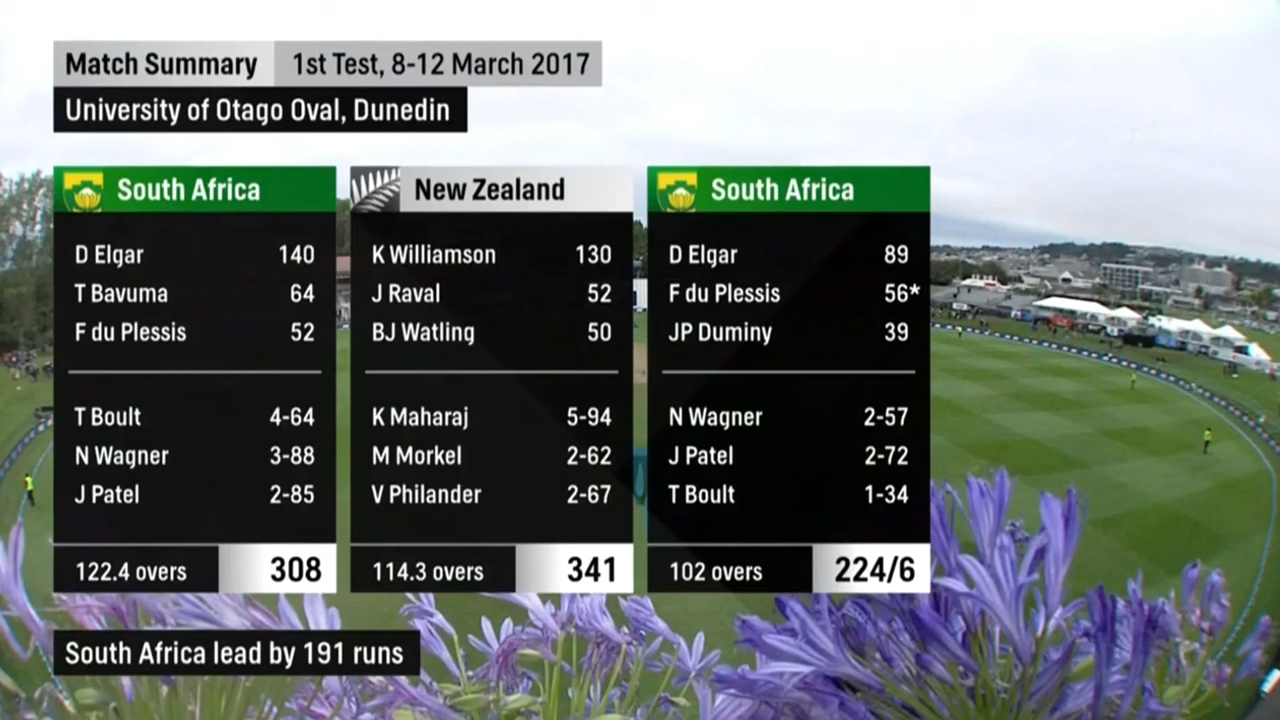 Match Summary 1st Test, 8-12 March 2017
University of Otago Oval, Dunedin
South Africa
D Elgar 140
T Bavuma 64
F du Plessis 52
T Boult 4-64
N Wagner 3-88
J Patel 2-85
122.4 overs 308
New Zealand
K Williamson 130
J Raval 52
BJ Watling 50
K Maharaj 5-94
M Morkel 2-62
V Philander 2-67
114.3 overs 341
South Africa
D Elgar 89
F du Plessis 56*
JP Duminy 39
N Wagner 2-57
J Patel 2-72
T Boult 1-34
102 overs 224/6
South Africa lead by 191 runs